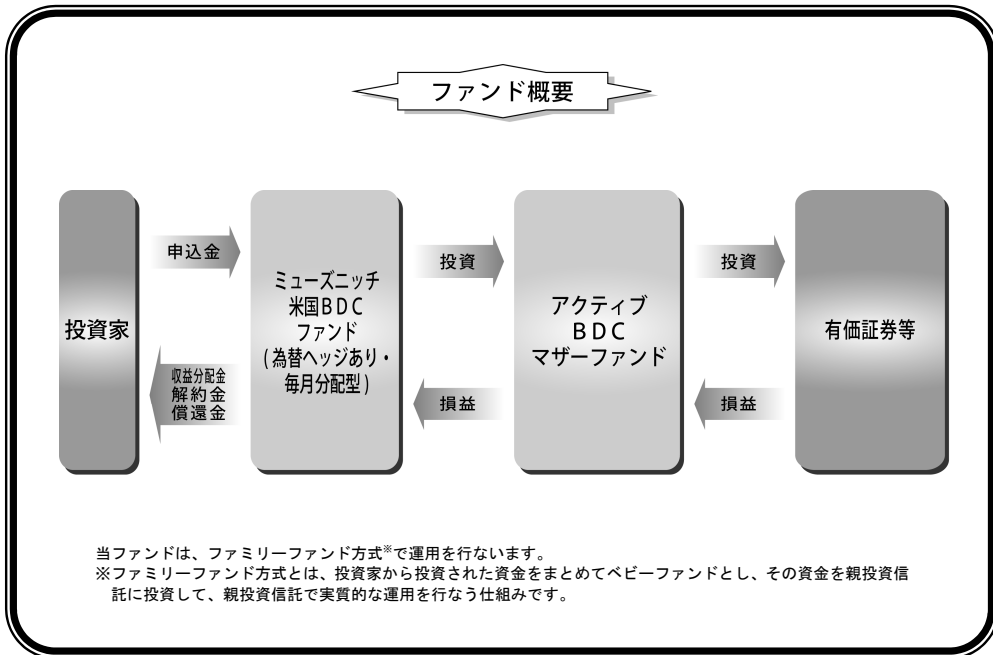 ファンド概要
投資家
申込金
収益分配金
解約金
償還金
ミューズニッチ
米国ＢＤＣ
ファンド
(為替ヘッジあり・
毎月分配型)
投資
損益
アクティブ
ＢＤＣ
マザーファンド
投資
損益
有価証券等
当ファンドは、ファミリーファンド方式※で運用を行ないます。
※ファミリーファンド方式とは、投資家から投資された資金をまとめてベビーファンドとし、その資金を親投資信
託に投資して、親投資信託で実質的な運用を行なう仕組みです。